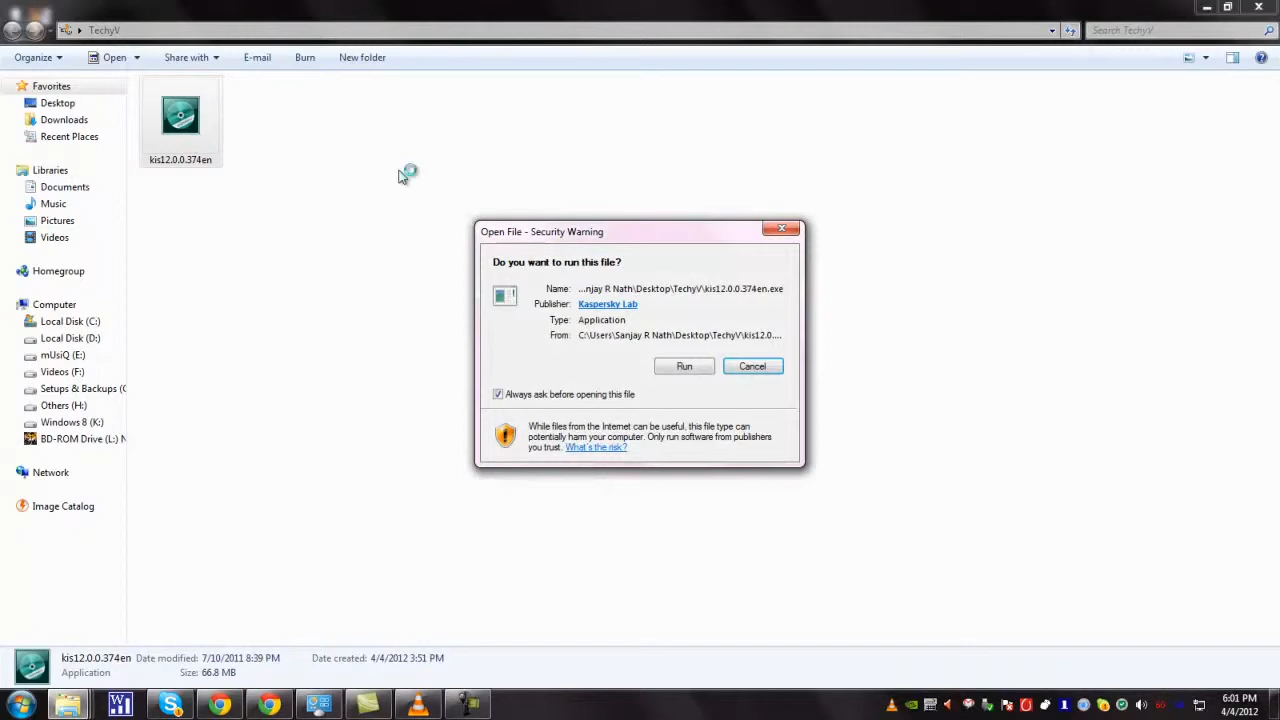 TechyV
Search TechyV
Organize Open Share with E-mail Burn New folder
Favorites
Desktop
Downloads
Recent Places
Libraries
Documents
Music
Pictures
Videos
Homegroup
Computer
Local Disk (C:)
Local Disk (D:)
mUsiQ (E:)
Videos (F:)
Setups & Backups (
Others (H:)
Windows 8 (K:)
BD-ROM Drive (L:) N
Network
Image Catalog
kis12.0.0.374en
Open File - Security Warning
Do you want to run this file?
Name: ...njay R Nath\Desktop\TechyV\kis12.0.0.374en.exe
Publisher: Kaspersky Lab
Type: Application
From: C:\Users\Sanjay R Nath\Desktop\TechyV\kis12.0....
Run Cancel
Always ask before opening this file
While files from the Internet can be useful, this file type can
potentially harm your computer. Only run software from publishers
you trust. What's the risk?
kis12.0.0.374en Date modified: 7/10/2011 8:39 PM Date created: 4/4/2012 3:51 PM
Application Size: 66.8 MB
6:01 PM
4/4/2012